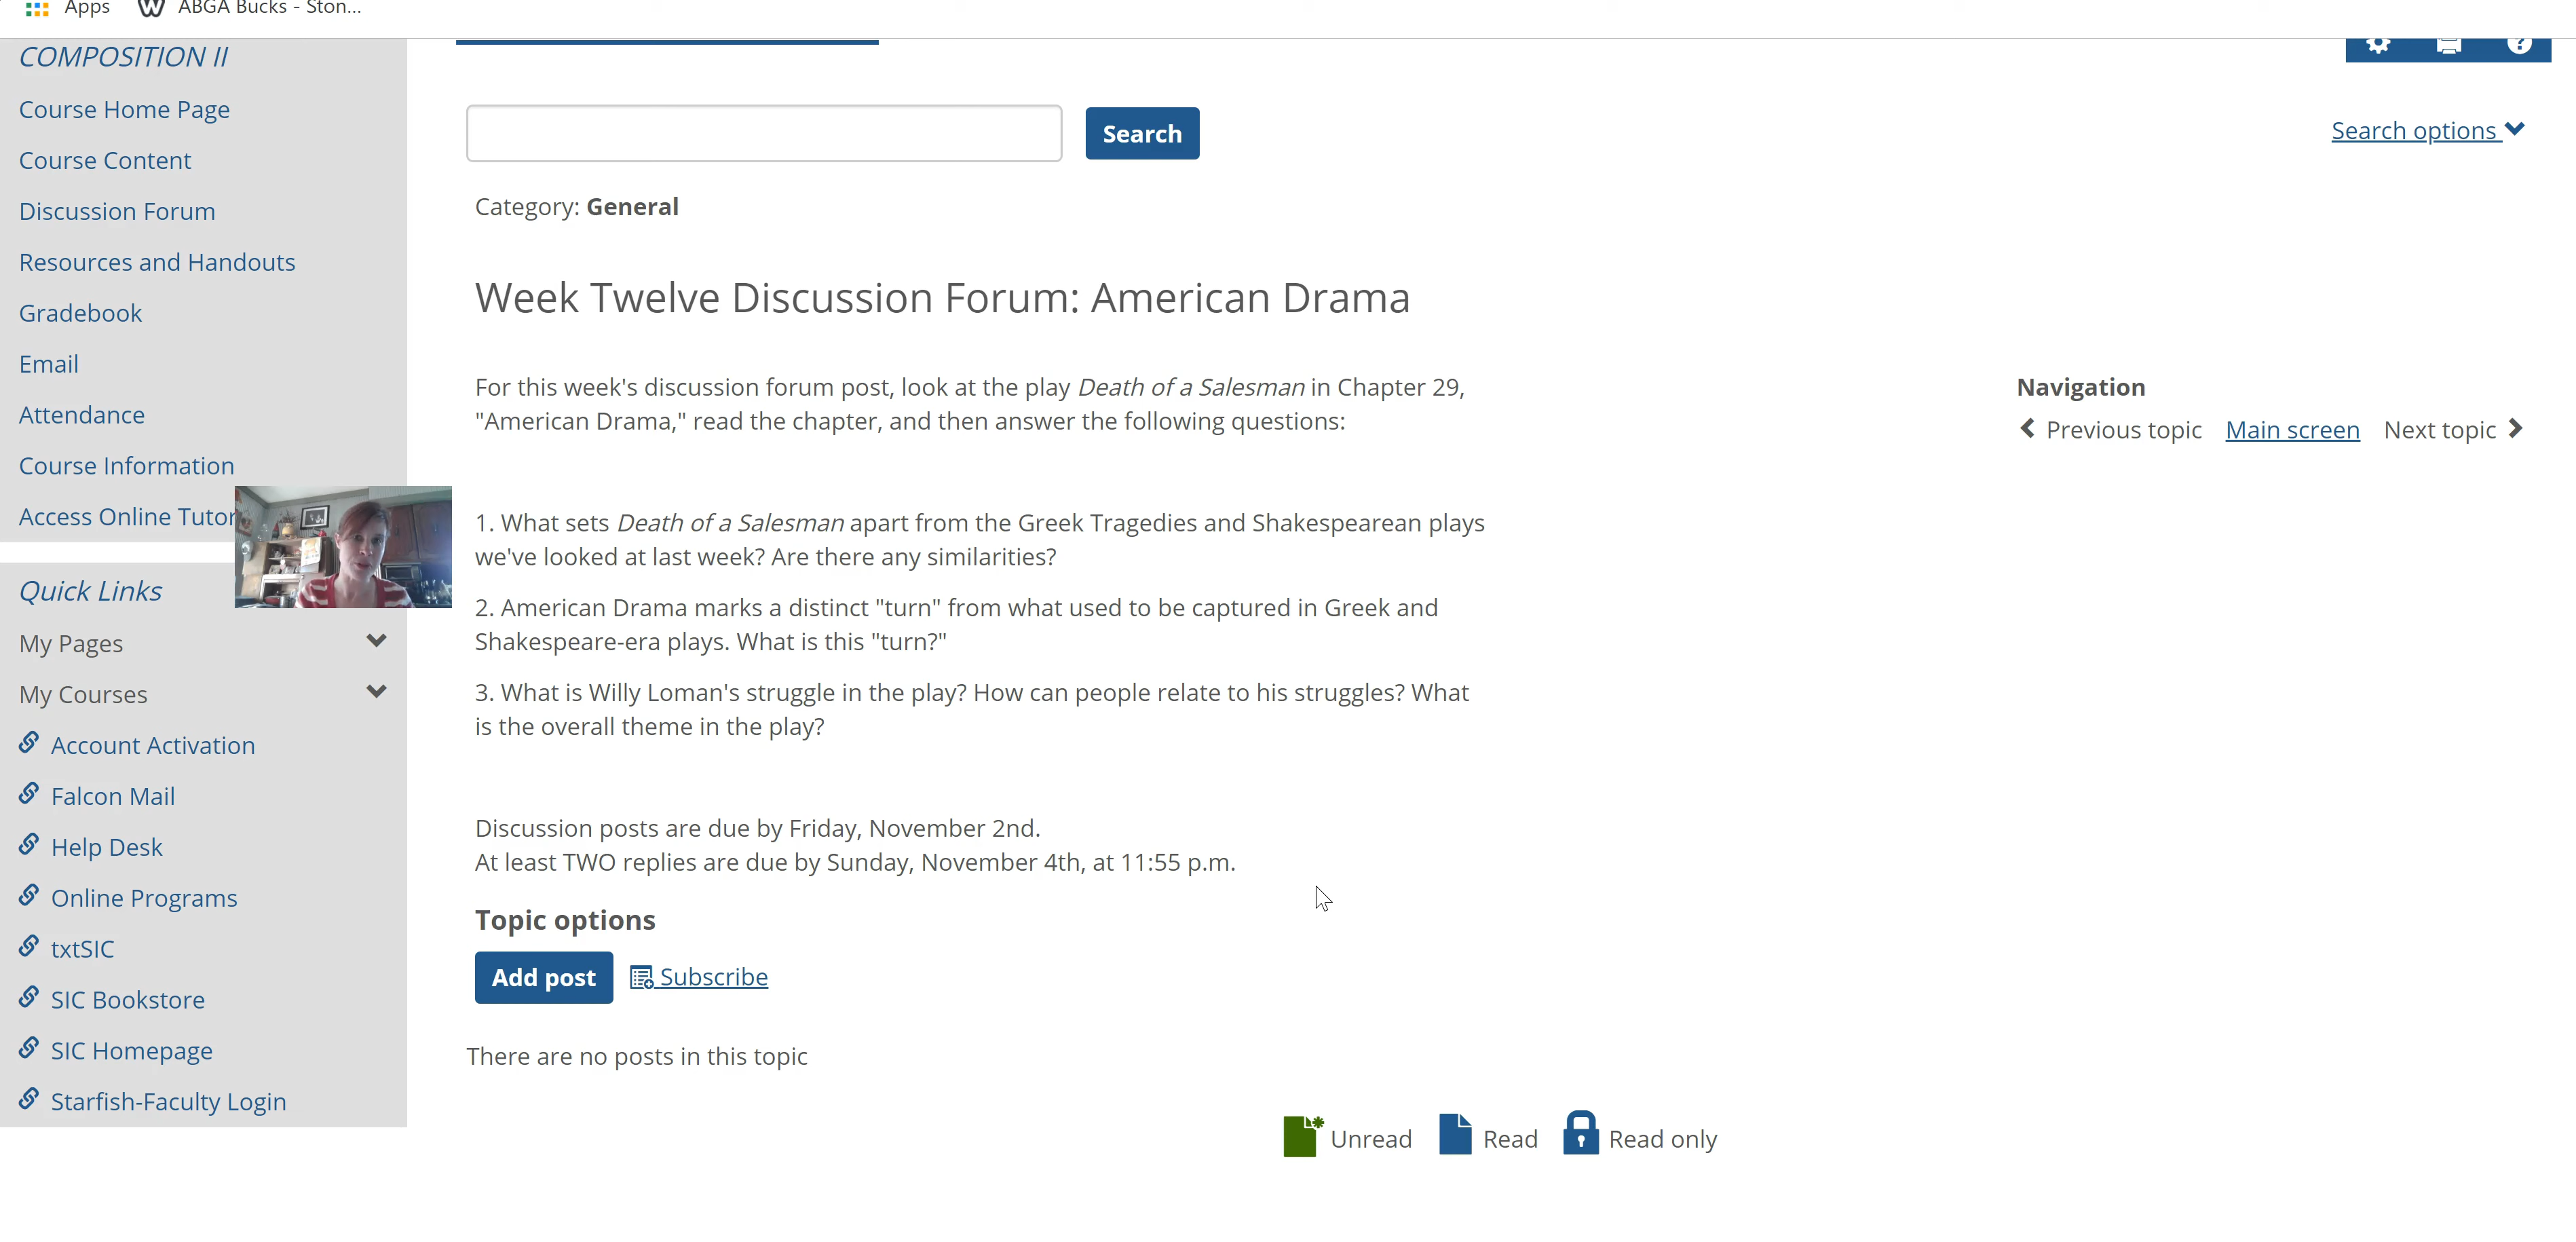 Apps ABGA Bucks - Ston...
COMPOSITION II
Course Home Page
Course Content
Discussion Forum
Resources and Handouts
Gradebook
Email
Attendance
Course Information
Access Online Tutor
Quick Links
My Pages
My Courses
Account Activation
Falcon Mail
Help Desk
Online Programs
txtSIC
SIC Bookstore
SIC Homepage
Starfish-Faculty Login
Search
Search options
Category: General
Week Twelve Discussion Forum: American Drama
For this week's discussion forum post, look at the play Death of a Salesman in Chapter 29,
"American Drama," read the chapter, and then answer the following questions:
1. What sets Death of a Salesman apart from the Greek Tragedies and Shakespearean plays
we've looked at last week? Are there any similarities?
2. American Drama marks a distinct "turn" from what used to be captured in Greek and
Shakespeare-era plays. What is this "turn?"
3. What is Willy Loman's struggle in the play? How can people relate to his struggles? What
is the overall theme in the play?
Discussion posts are due by Friday, November 2nd.
At least TWO replies are due by Sunday, November 4th, at 11:55 p.m.
Topic options
Add post Subscribe
There are no posts in this topic
Unread Read Read only
Navigation
Previous topic Main screen Next topic